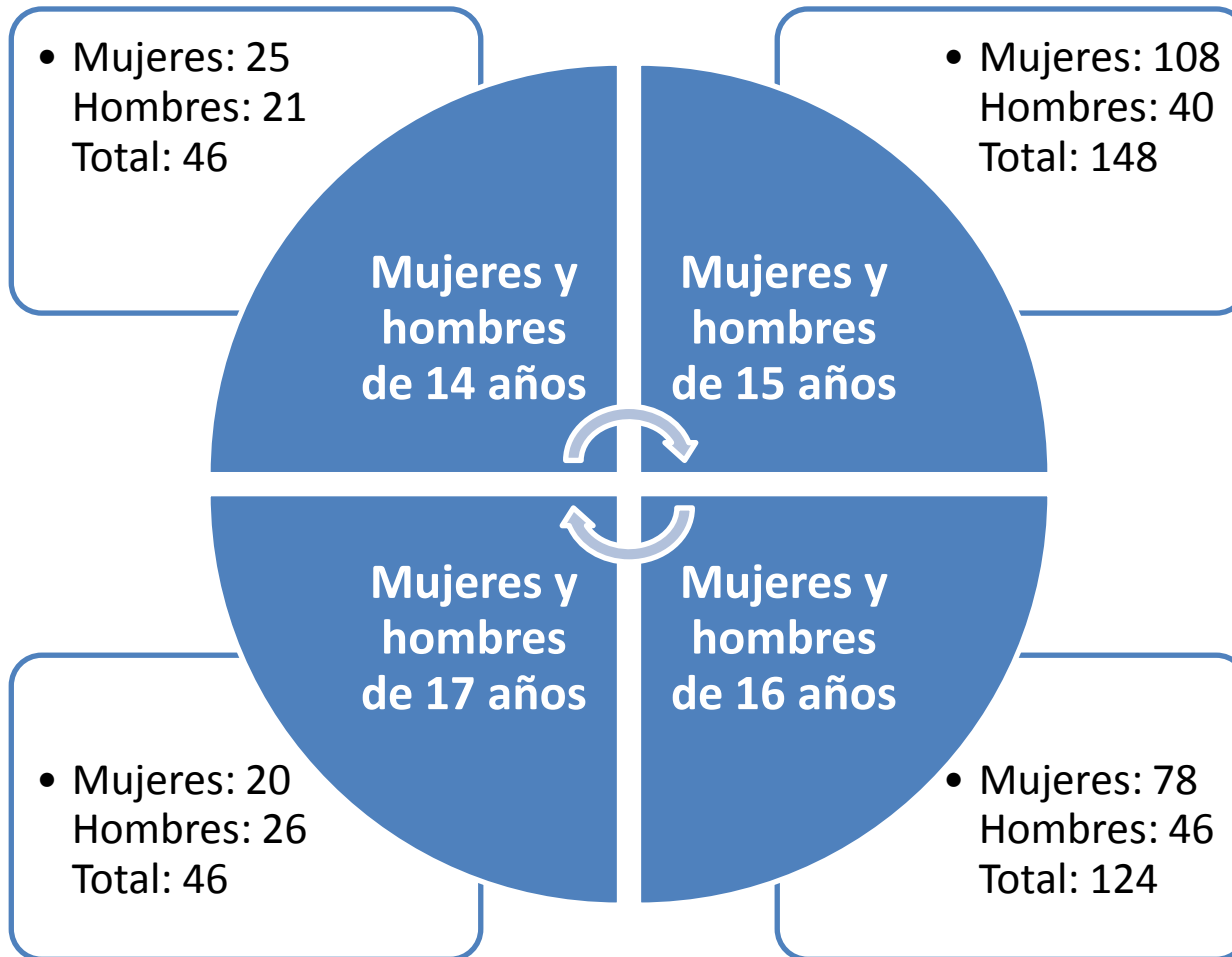 • Mujeres: 25
Hombres: 21
Total: 46
• Mujeres: 108
Hombres: 40
Total: 148
Mujeres y
hombres
de 14 años
Mujeres y
hombres
de 15 años
Mujeres y
hombres
de 17 años
Mujeres y
hombres
de 16 años
• Mujeres: 20
Hombres: 26
Total: 46
• Mujeres: 78
Hombres: 46
Total: 124